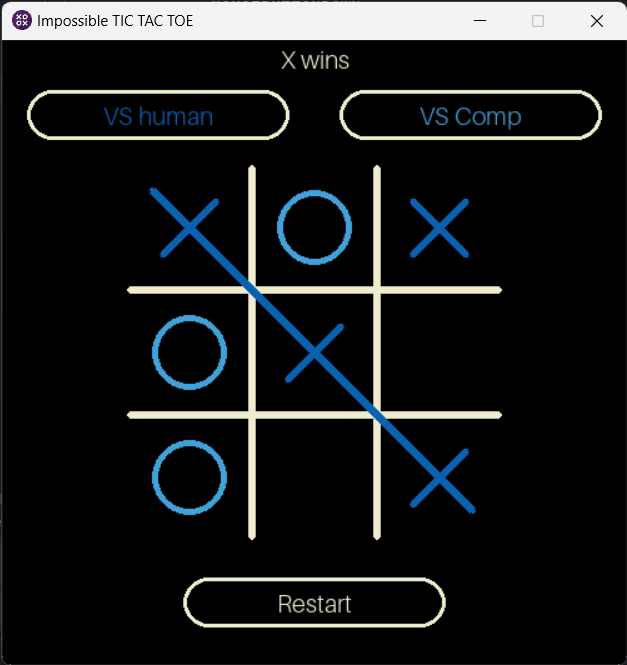 Impossible TIC TAC TOE
X wins
VS human
VS Comp
Restart